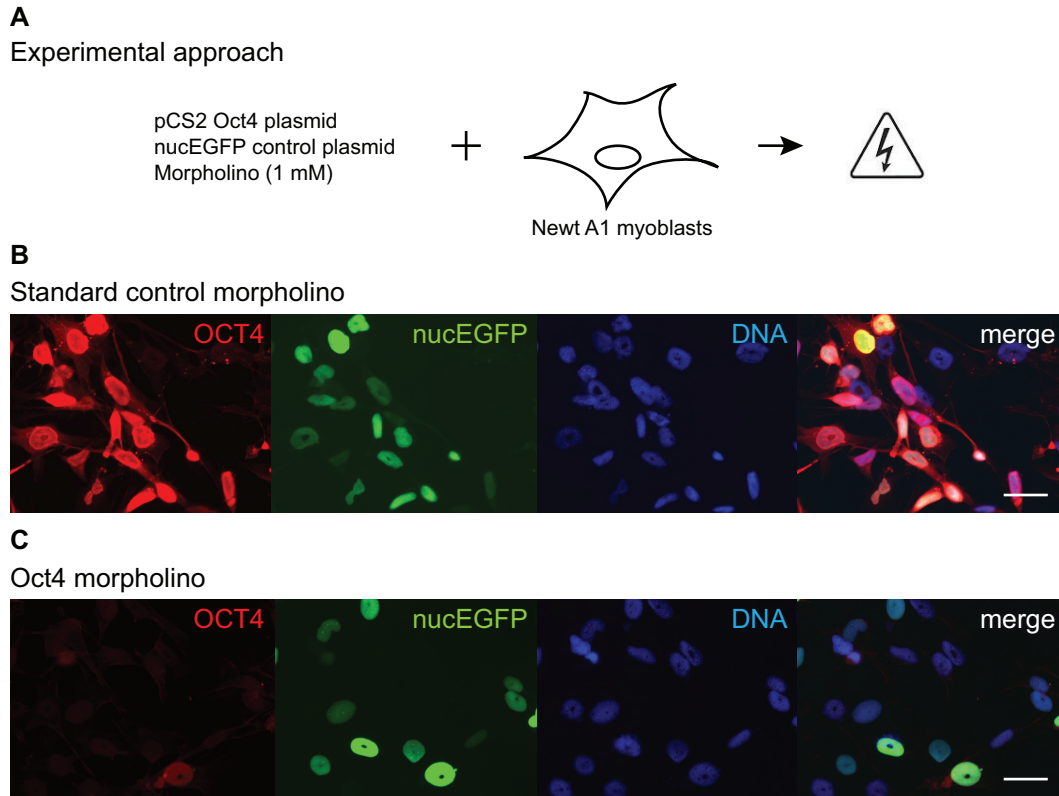 A
Experimental approach
pCS2 Oct4 plasmid
nucEGFP control plasmid
Morpholino (1 mM)
+
Newt A1 myoblasts
B
Standard control morpholino
OCT4 nucEGFP DNA merge
C
Oct4 morpholino
OCT4 nucEGFP DNA merge